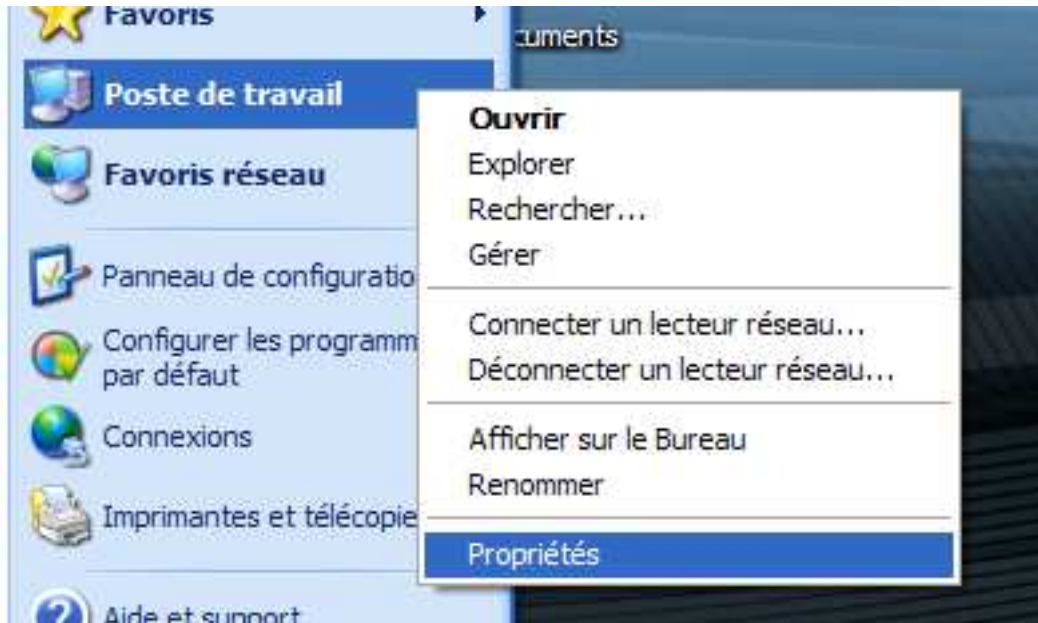 Favoris
cuments
Poste de travail
Favoris réseau
Panneau de configuratio
Configurer les programm
par défaut
Connexions
Imprimantes et télécopie
Aide et support
Ouvrir
Explorer
Rechercher...
Gérer
Connecter un lecteur réseau...
Déconnecter un lecteur réseau...
Afficher sur le Bureau
Renommer
Propriétés